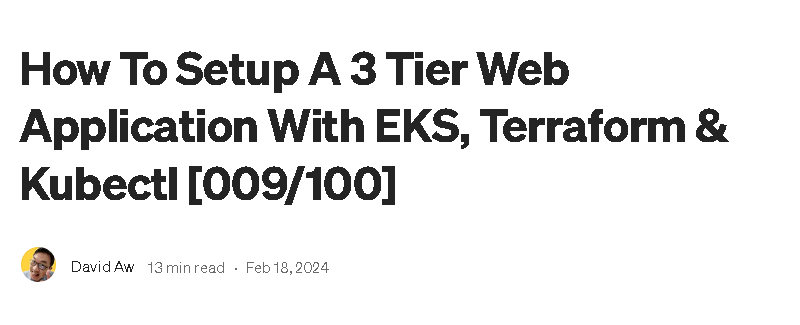 How To Setup A 3 Tier Web
Application With EKS, Terraform &
Kubectl [009/100]
David Aw 13 min read · Feb 18, 2024